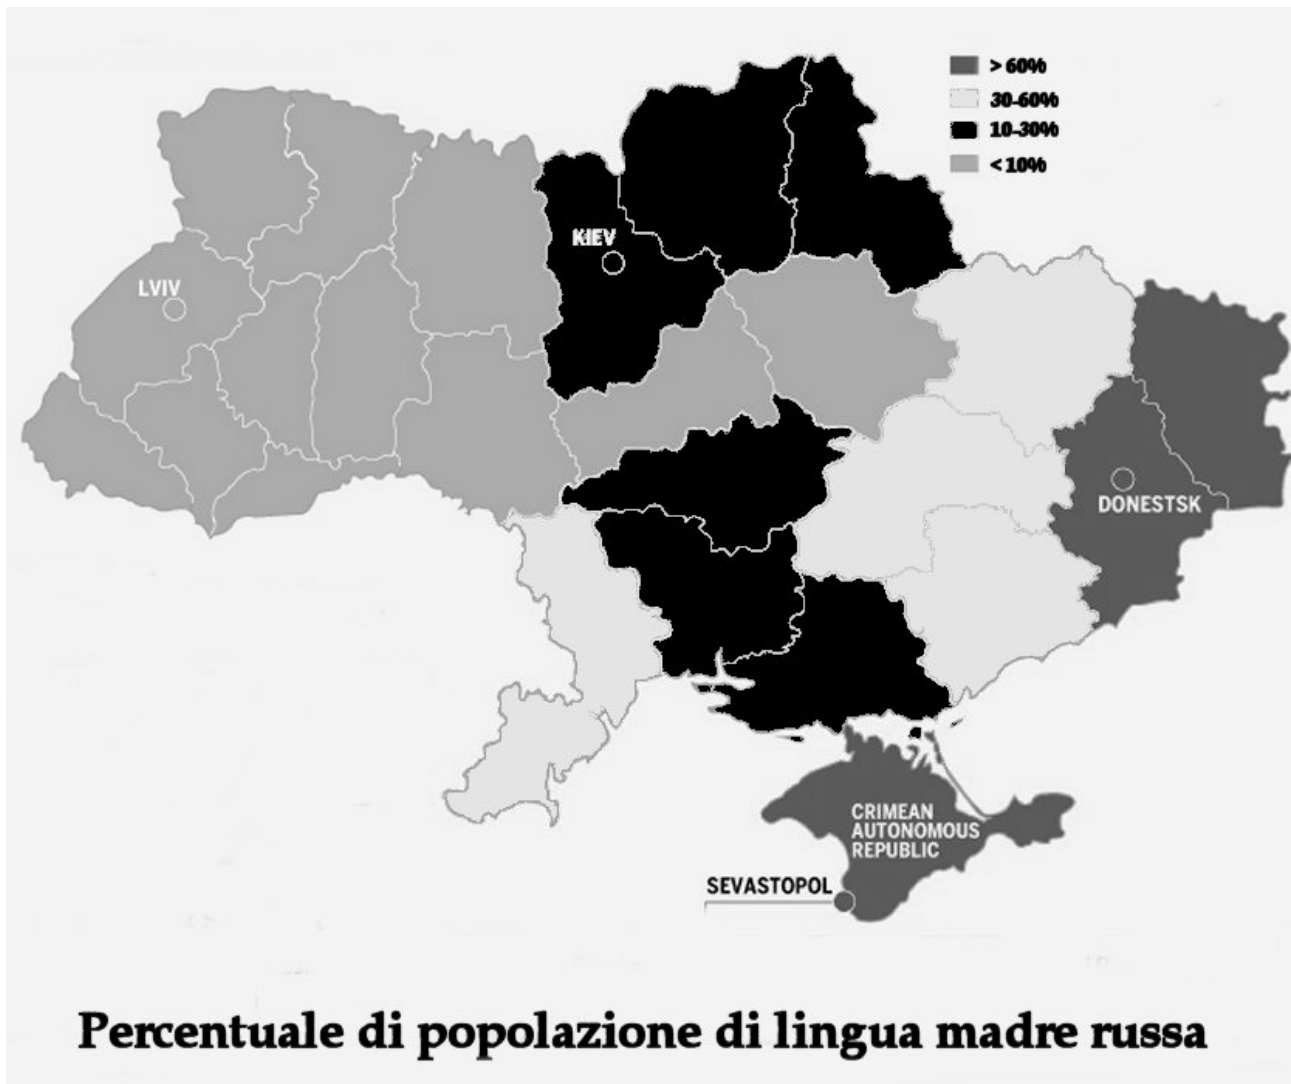 > 60%
30-60%
10-30%
< 10%
KIEV
LVIV
DONESTSK
CRIMEAN
AUTONOMOUS
REPUBLIC
SEVASTOPOL
Percentuale di popolazione di lingua madre russa